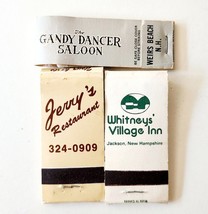 The
GANDY DANCER
SALOON
WEIRS BEACH
N.H.
Jerry's
Restaurant
324-0909
Whitneys'
Village Inn
Jackson, New Hampshire